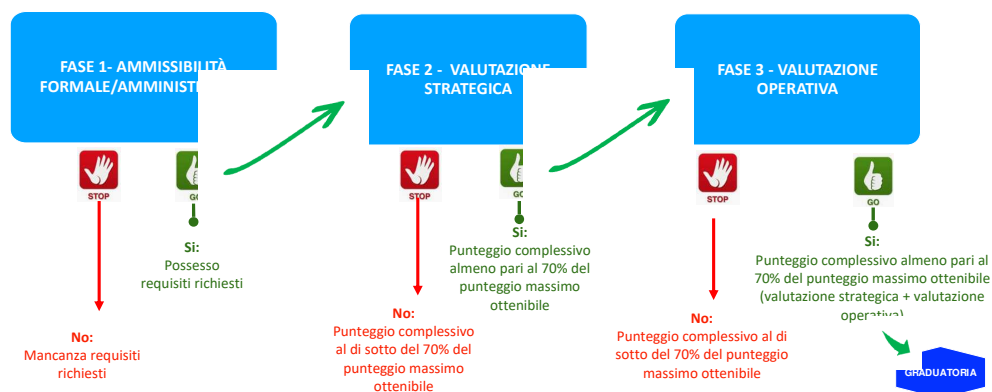 FASE 1- AMMISSIBILITÀ
FORMALE/AMMINIST
STOP
GO
Si:
Possesso
requisiti richiesti
No:
Mancanza requisiti
richiesti
FASE 2 - VALUTAZIONE
STRATEGICA
STOP
GO
Si:
Punteggio complessivo
almeno pari al 70% del
punteggio massimo
ottenibile
No:
Punteggio complessivo
al di sotto del 70% del
punteggio massimo
ottenibile
FASE 3 - VALUTAZIONE
OPERATIVA
STOP
GO
Si:
Punteggio complessivo almeno pari al
70% del punteggio massimo ottenibile
(valutazione strategica + valutazione
operativa)
No:
Punteggio complessivo al di
sotto del 70% del punteggio
massimo ottenibile
GRADUATORIA